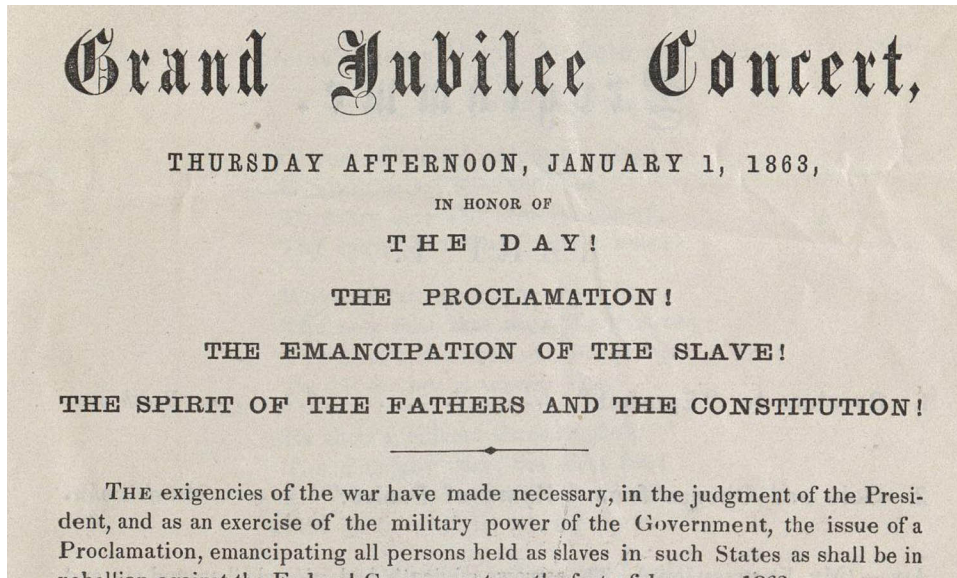 Grand Jubilee Concert,
THURSDAY AFTERNOON, JANUARY 1, 1863,
IN HONOR OF
THE DAY!
THE PROCLAMATION!
THE EMANCIPATION OF THE SLAVE!
THE SPIRIT OF THE FATHERS AND THE CONSTITUTION!
THE exigencies of the war have made necessary, in the judgment of the Presi-
dent, and as an exercise of the military power of the Government, the issue of a
Proclamation, emancipating all persons held as slaves in such States as shall be in